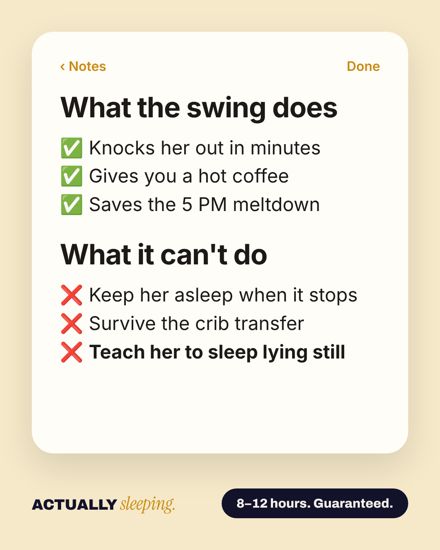 ‹ Notes Done
What the swing does
✅ Knocks her out in minutes
✅ Gives you a hot coffee
✅ Saves the 5 PM meltdown
What it can't do
❌ Keep her asleep when it stops
❌ Survive the crib transfer
❌ Teach her to sleep lying still
ACTUALLY sleeping. 8–12 hours. Guaranteed.